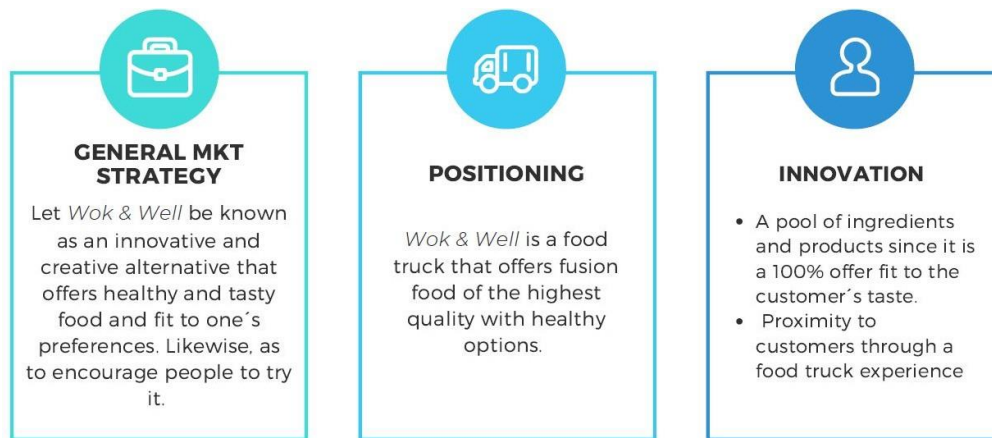 GENERAL MKT
STRATEGY
Let Wok & Well be known
as an innovative and
creative alternative that
offers healthy and tasty
food and fit to one´s
preferences. Likewise, as
to encourage people to try
it.
POSITIONING
Wok & Well is a food
truck that offers fusion
food of the highest
quality with healthy
options.
INNOVATION
• A pool of ingredients
and products since it is
a 100% offer fit to the
customer´s taste.
• Proximity to
customers through a
food truck experience